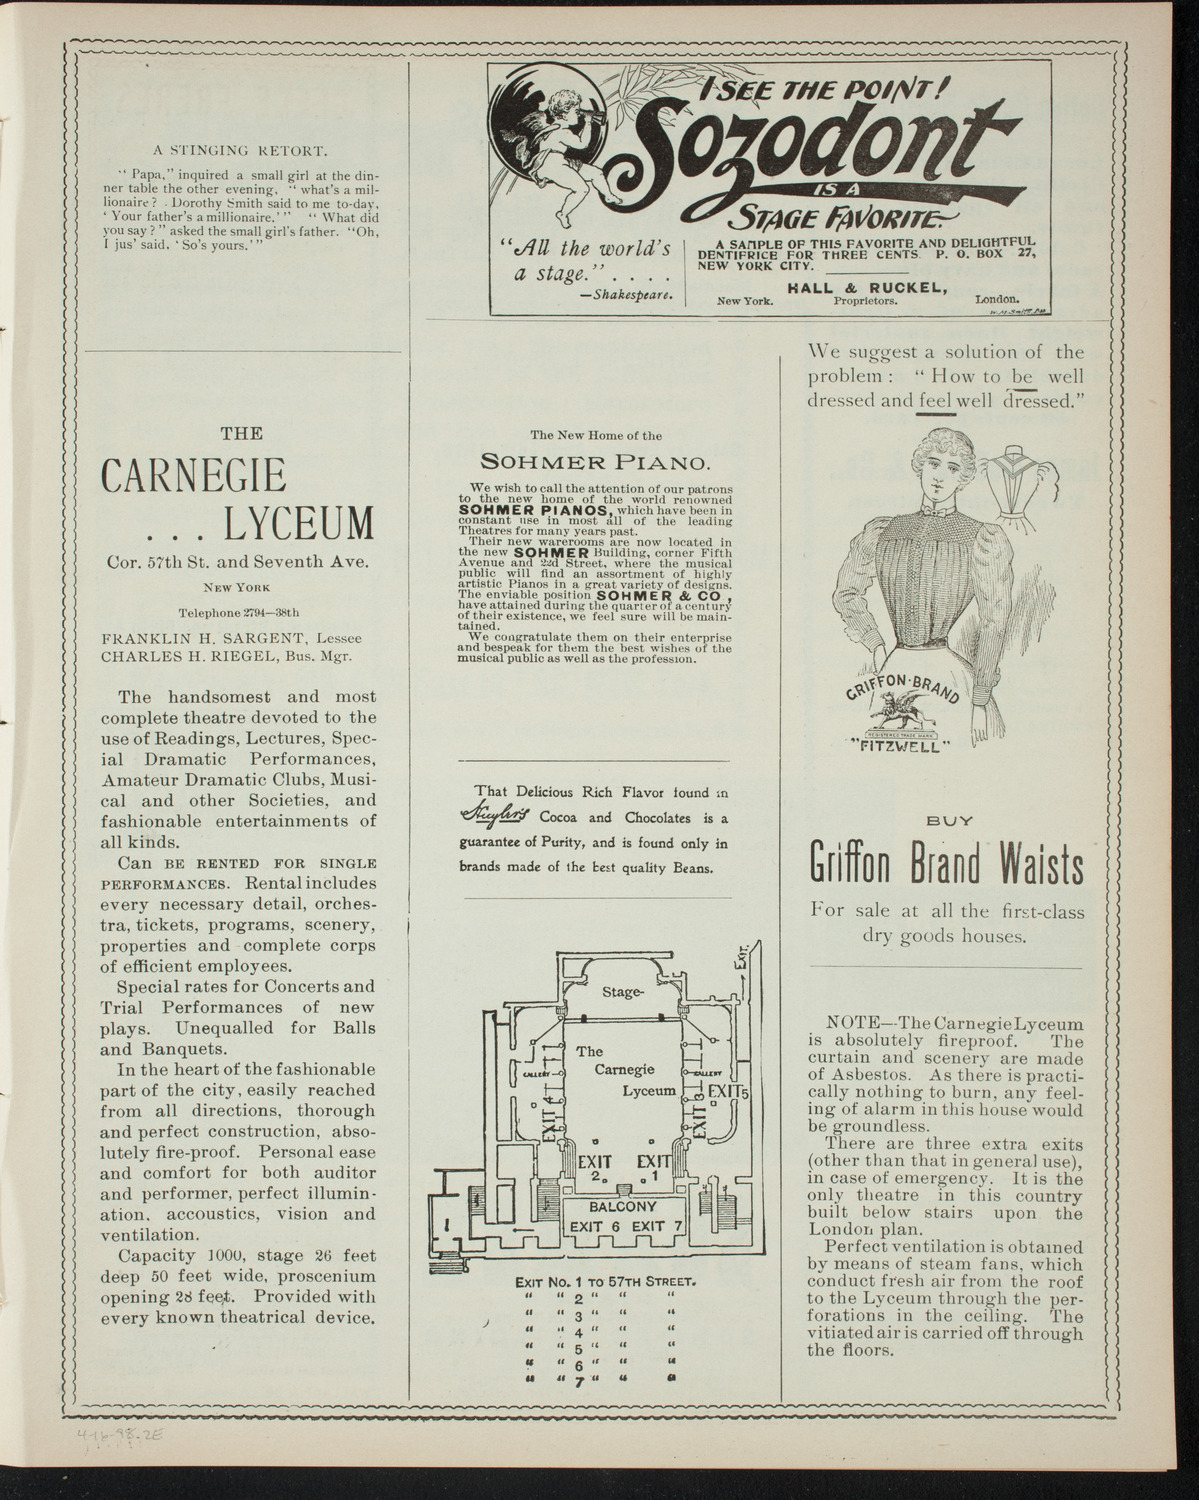 A STINGING RETORT.
“ Papa,” inquired a small girl at the din-
ner table the other evening, “ what's a mil-
lionaire ? Dorothy Smith said to me to-day,
‘ Your father's a millionaire.’ ” “ What did
you say ? ” asked the small girl's father. “Oh,
I jus' said, ‘ So's yours.’ ”
THE
CARNEGIE
. . . LYCEUM
Cor. 57th St. and Seventh Ave.
NEW YORK
Telephone 2794—38th
FRANKLIN H. SARGENT, Lessee
CHARLES H. RIEGEL, Bus. Mgr.
The handsomest and most
complete theatre devoted to the
use of Readings, Lectures, Spec-
ial Dramatic Performances,
Amateur Dramatic Clubs, Musi-
cal and other Societies, and
fashionable entertainments of
all kinds.
Can BE RENTED FOR SINGLE
PERFORMANCES. Rental includes
every necessary detail, orches-
tra, tickets, programs, scenery,
properties and complete corps
of efficient employees.
Special rates for Concerts and
Trial Performances of new
plays. Unequalled for Balls
and Banquets.
In the heart of the fashionable
part of the city, easily reached
from all directions, thorough
and perfect construction, abso-
lutely fire-proof. Personal ease
and comfort for both auditor
and performer, perfect illumin-
ation, accoustics, vision and
ventilation.
Capacity 1000, stage 26 feet
deep 50 feet wide, proscenium
opening 28 feet. Provided with
every known theatrical device.
I SEE THE POINT!
Sozodont
IS A
STAGE FAVORITE.
“All the world's
a stage.” . . . .
—Shakespeare.
A SAMPLE OF THIS FAVORITE AND DELIGHTFUL
DENTIFRICE FOR THREE CENTS. P. O. BOX 27,
NEW YORK CITY.
HALL & RUCKEL,
New York. Proprietors. London.
W.M. Smith.
The New Home of the
SOHMER PIANO.
We wish to call the attention of our patrons
to the new home of the world renowned
SOHMER PIANOS, which have been in
constant use in most all of the leading
Theatres for many years past.
Their new warerooms are now located in
the new SOHMER Building, corner Fifth
Avenue and 22d Street, where the musical
public will find an assortment of highly
artistic Pianos in a great variety of designs.
The enviable position SOHMER & CO ,
have attained during the quarter of a century
of their existence, we feel sure will be main-
tained.
We congratulate them on their enterprise
and bespeak for them the best wishes of the
musical public as well as the profession.
That Delicious Rich Flavor found in
Huyler's Cocoa and Chocolates is a
guarantee of Purity, and is found only in
brands made of the best quality Beans.
EXIT.
Stage-
The
Carnegie
Lyceum
GALLERY
GALLERY
EXIT 4
EXIT 3
EXIT 5
EXIT 2.
EXIT 1
BALCONY
EXIT 6 EXIT 7
EXIT NO. 1 TO 57TH STREET.
“ “ 2 “ “ “
“ “ 3 “ “ “
“ “ 4 “ “ “
“ “ 5 “ “ “
“ “ 6 “ “ “
“ “ 7 “ “ “
We suggest a solution of the
problem : “ How to be well
dressed and feel well dressed.”
GRIFFON · BRAND
REGISTERED TRADE MARK
“FITZWELL”
BUY
Griffon Brand Waists
For sale at all the first-class
dry goods houses.
NOTE—The Carnegie Lyceum
is absolutely fireproof. The
curtain and scenery are made
of Asbestos. As there is practi-
cally nothing to burn, any feel-
ing of alarm in this house would
be groundless.
There are three extra exits
(other than that in general use),
in case of emergency. It is the
only theatre in this country
built below stairs upon the
London plan.
Perfect ventilation is obtained
by means of steam fans, which
conduct fresh air from the roof
to the Lyceum through the per-
forations in the ceiling. The
vitiated air is carried off through
the floors.